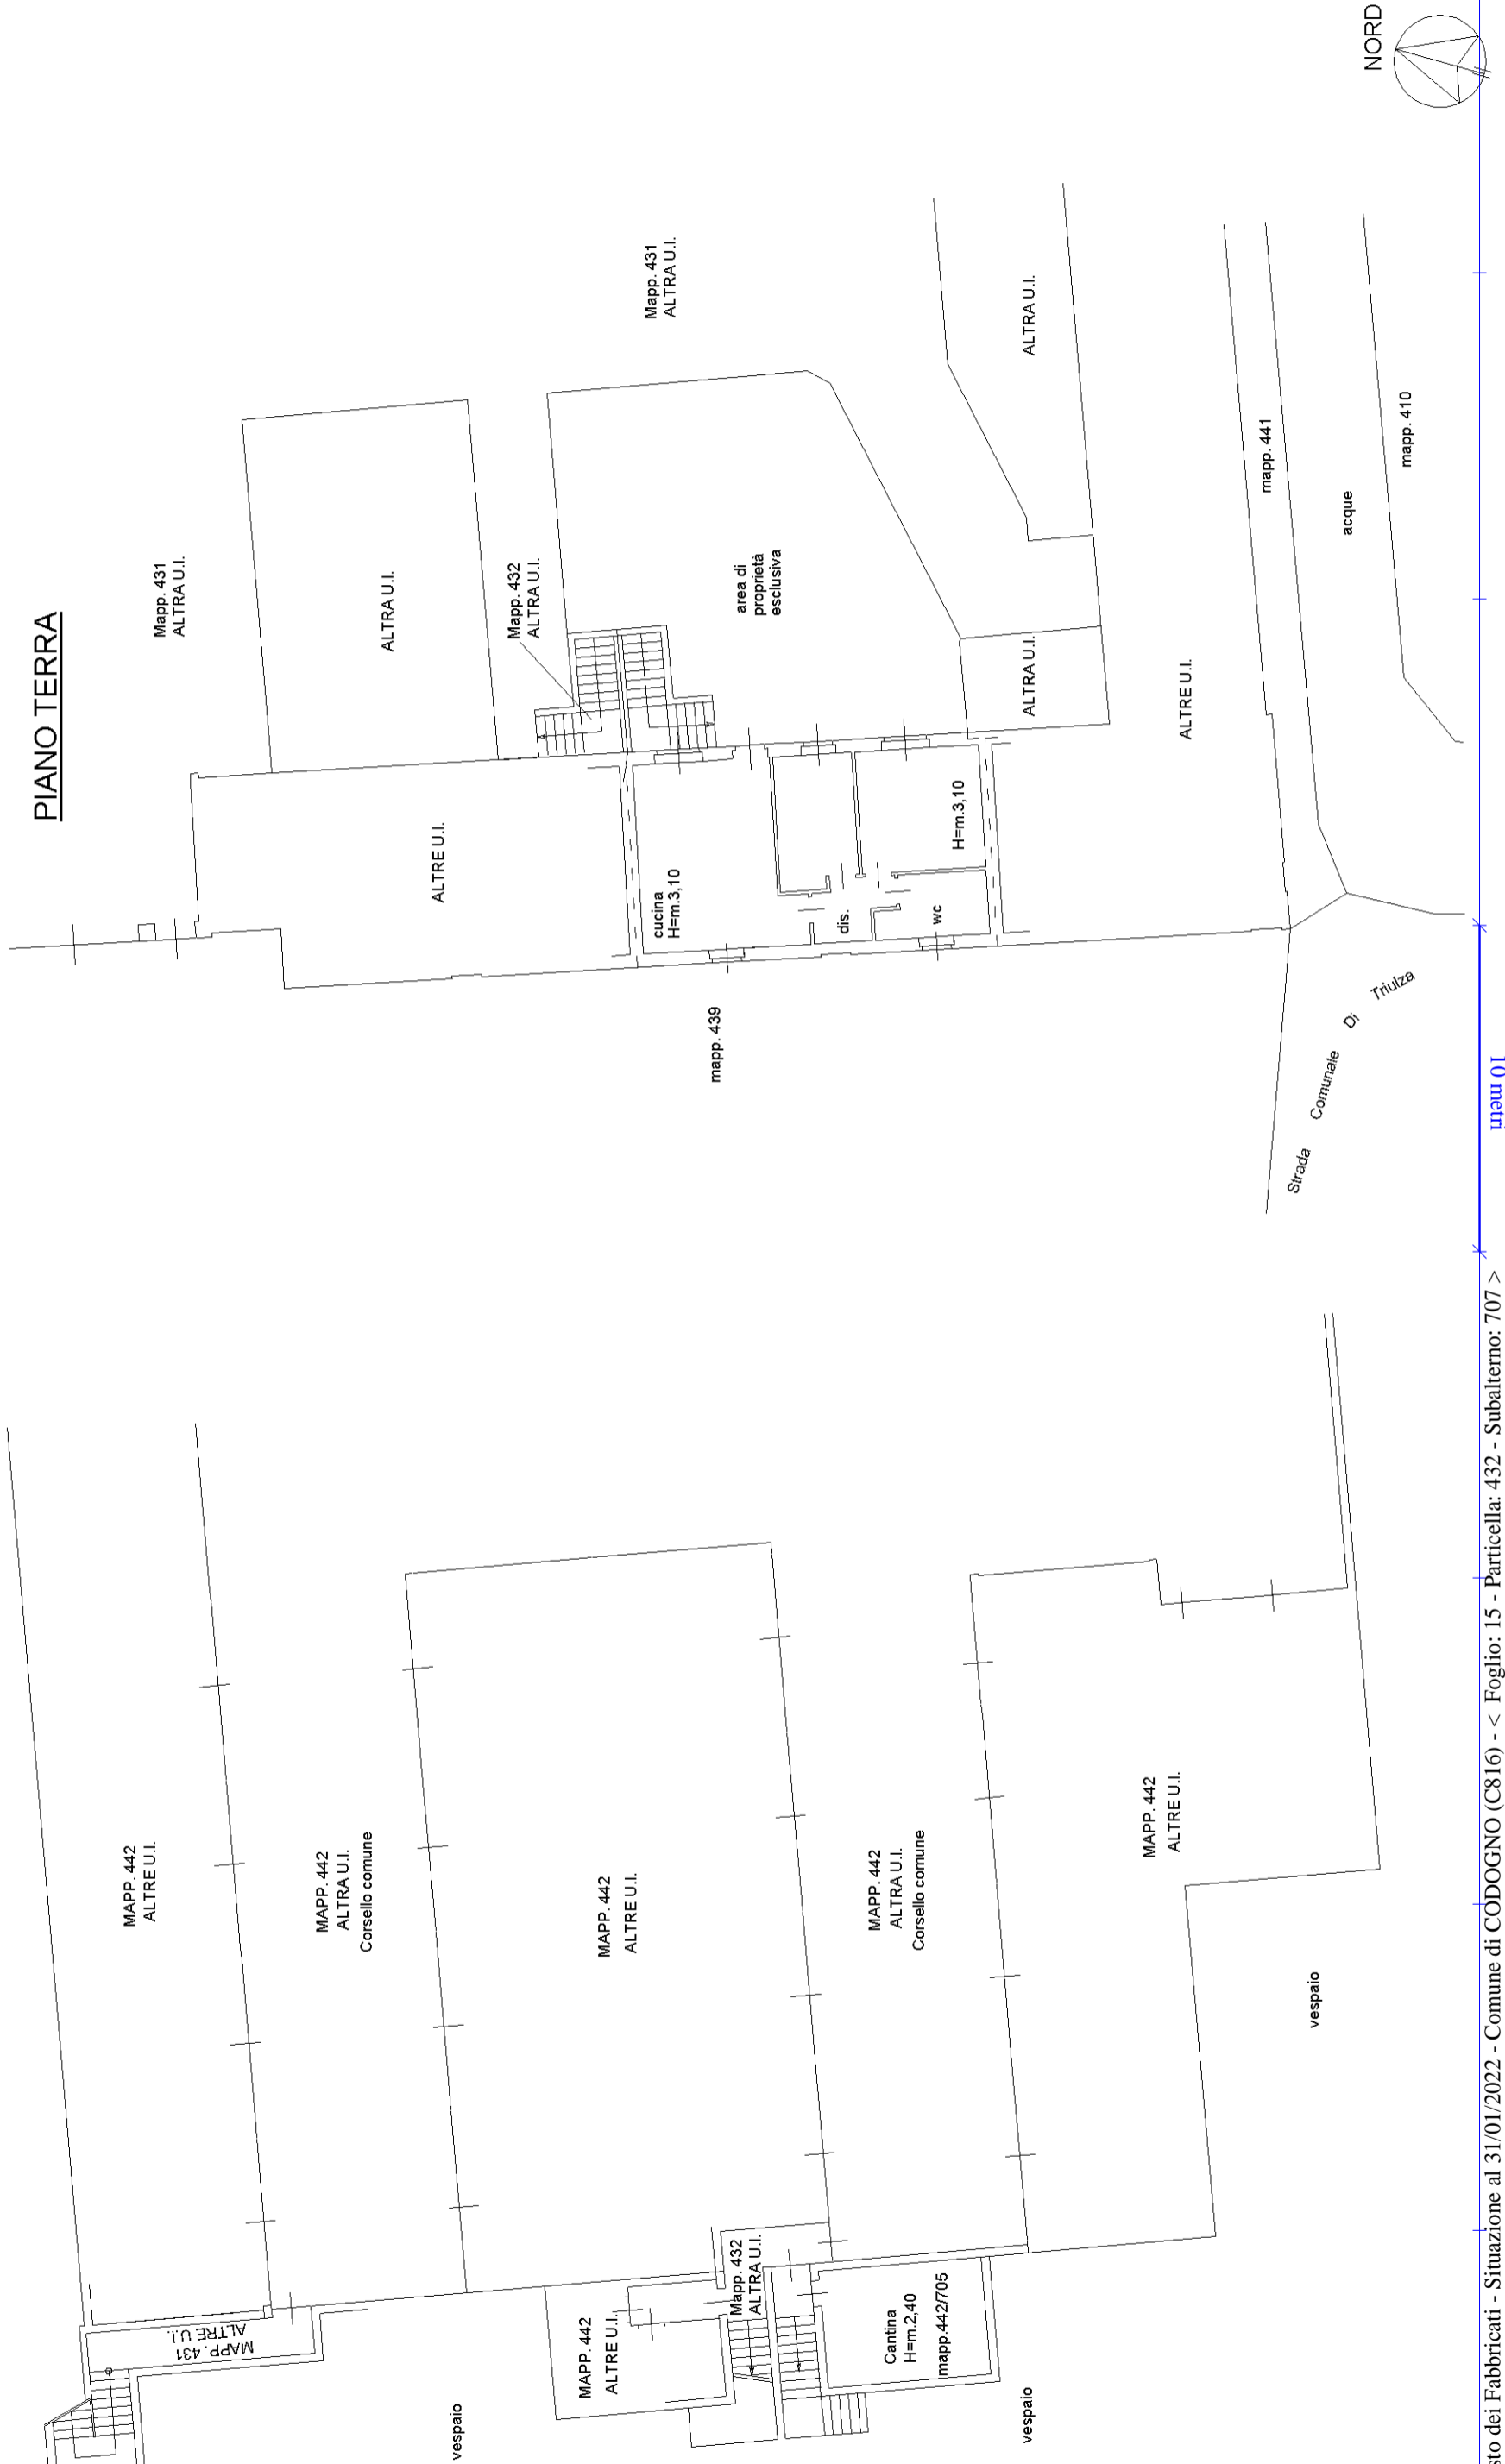 PIANO TERRA
NORD
Mapp. 431
ALTRA U.I.
ALTRA U.I.
Mapp. 432
ALTRA U.I.
Mapp. 431
ALTRA U.I.
area di
proprietà
esclusiva
ALTRA U.I.
ALTRA U.I.
ALTRE U.I.
ALTRE U.I.
cucina
H=m.3,10
dis.
wc
H=m.3,10
mapp. 441
acque
mapp. 410
mapp. 439
Strada Comunale Di Triulza
10 metri
MAPP. 442
ALTRE U.I.
MAPP. 442
ALTRA U.I.
Corsello comune
MAPP. 442
ALTRE U.I.
MAPP. 442
ALTRA U.I.
Corsello comune
MAPP. 442
ALTRE U.I.
vespaio
MAPP. 431
ALTRE U.I.
vespaio
MAPP. 442
ALTRE U.I.
Mapp. 432
ALTRA U.I.
Cantina
H=m.2,40
mapp.442/705
vespaio
sto dei Fabbricati - Situazione al 31/01/2022 - Comune di CODOGNO (C816) - < Foglio: 15 - Particella: 432 - Subalterno: 707 >